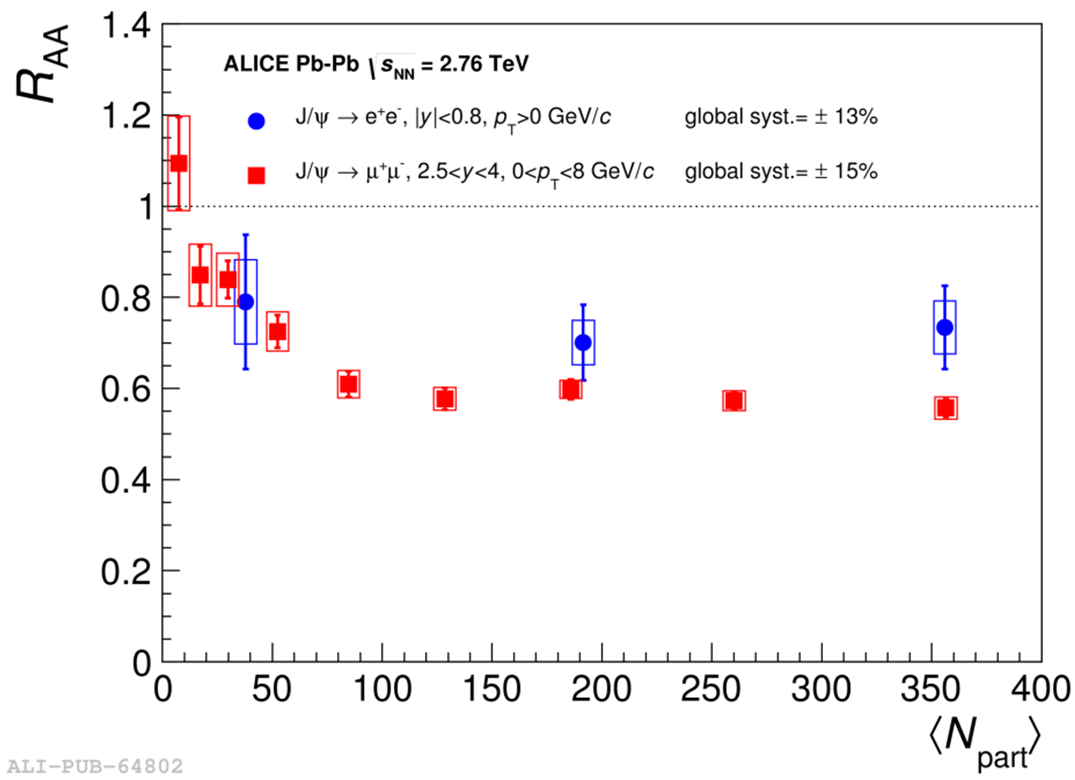 R_AA
1.4
1.2
1
0.8
0.6
0.4
0.2
0
ALICE Pb-Pb √s_NN = 2.76 TeV
J/ψ → e⁺e⁻, |y|<0.8, p_T>0 GeV/c global syst.= ± 13%
J/ψ → μ⁺μ⁻, 2.5<y<4, 0<p_T<8 GeV/c global syst.= ± 15%
0 50 100 150 200 250 300 350 400
⟨N_part⟩
ALI-PUB-64802